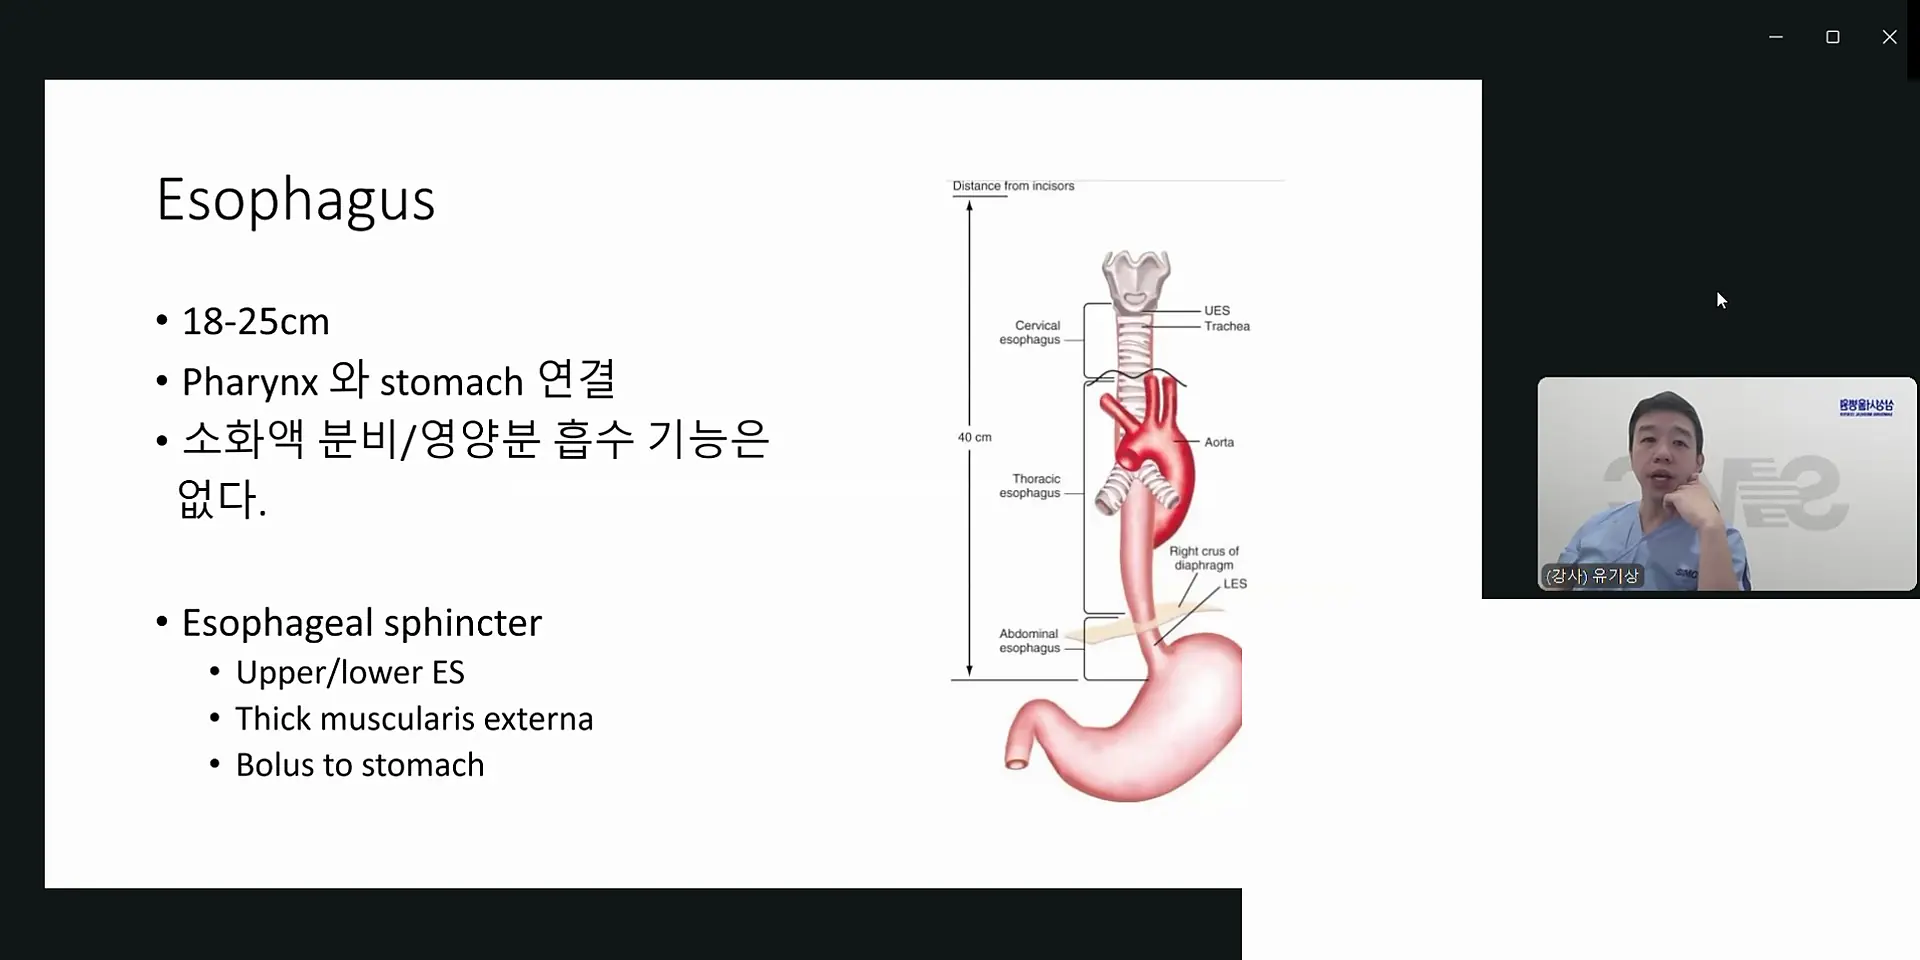 Esophagus
• 18-25cm
• Pharynx 와 stomach 연결
• 소화액 분비/영양분 흡수 기능은
없다.
• Esophageal sphincter
• Upper/lower ES
• Thick muscularis externa
• Bolus to stomach
Distance from incisors
UES
Trachea
Cervical
esophagus
Aorta
40 cm
Thoracic
esophagus
Right crus of
diaphragm
LES
Abdominal
esophagus
(강사) 유기상